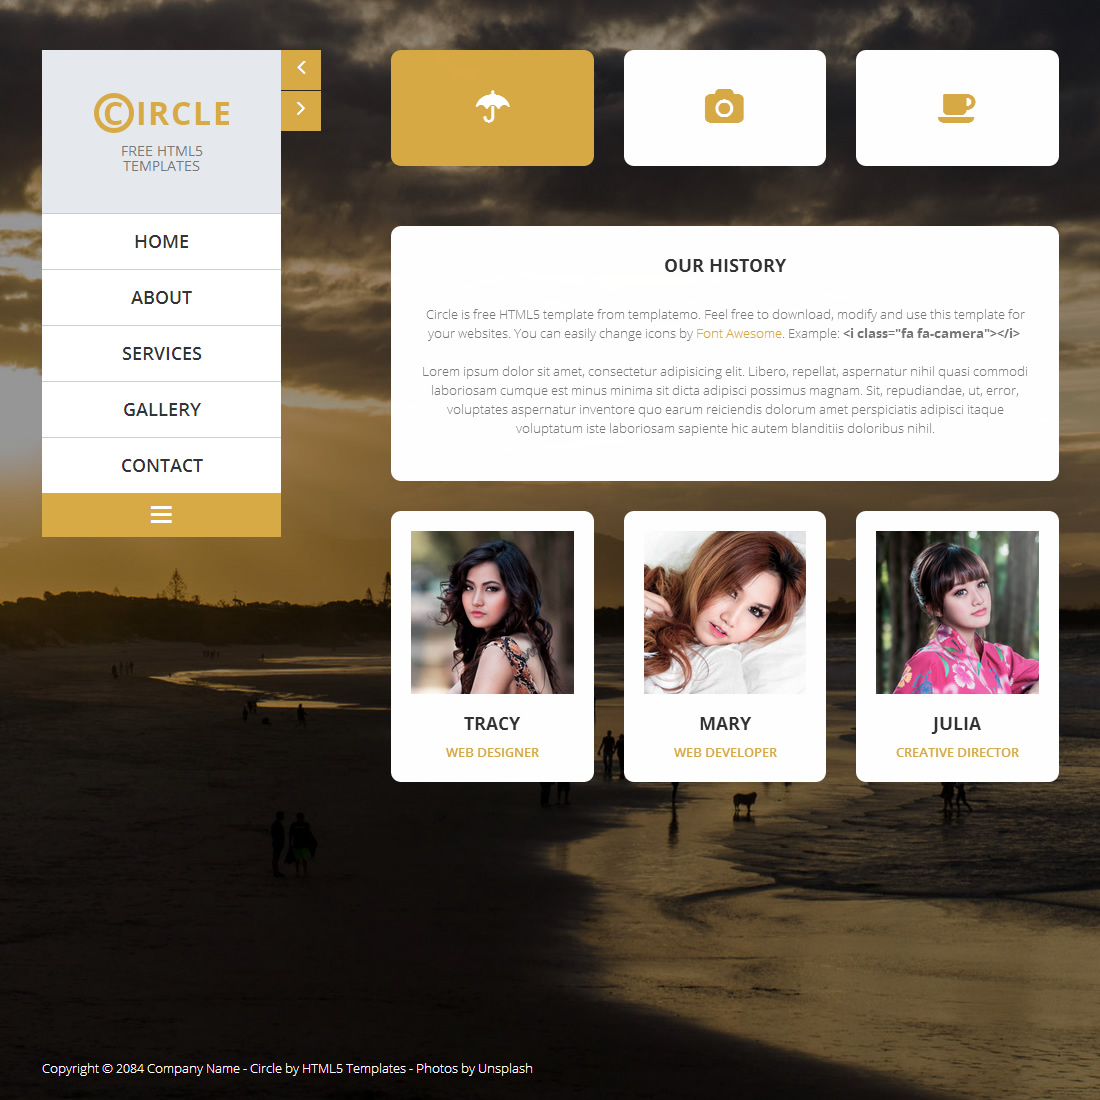 ©IRCLE
FREE HTML5
TEMPLATES
HOME
ABOUT
SERVICES
GALLERY
CONTACT
OUR HISTORY
Circle is free HTML5 template from templatemo. Feel free to download, modify and use this template for
your websites. You can easily change icons by Font Awesome. Example: <i class="fa fa-camera"></i>
Lorem ipsum dolor sit amet, consectetur adipisicing elit. Libero, repellat, aspernatur nihil quasi commodi
laboriosam cumque est minus minima sit dicta adipisci possimus magnam. Sit, repudiandae, ut, error,
voluptates aspernatur inventore quo earum reiciendis dolorum amet perspiciatis adipisci itaque
voluptatum iste laboriosam sapiente hic autem blanditiis doloribus nihil.
TRACY
WEB DESIGNER
MARY
WEB DEVELOPER
JULIA
CREATIVE DIRECTOR
Copyright © 2084 Company Name - Circle by HTML5 Templates - Photos by Unsplash